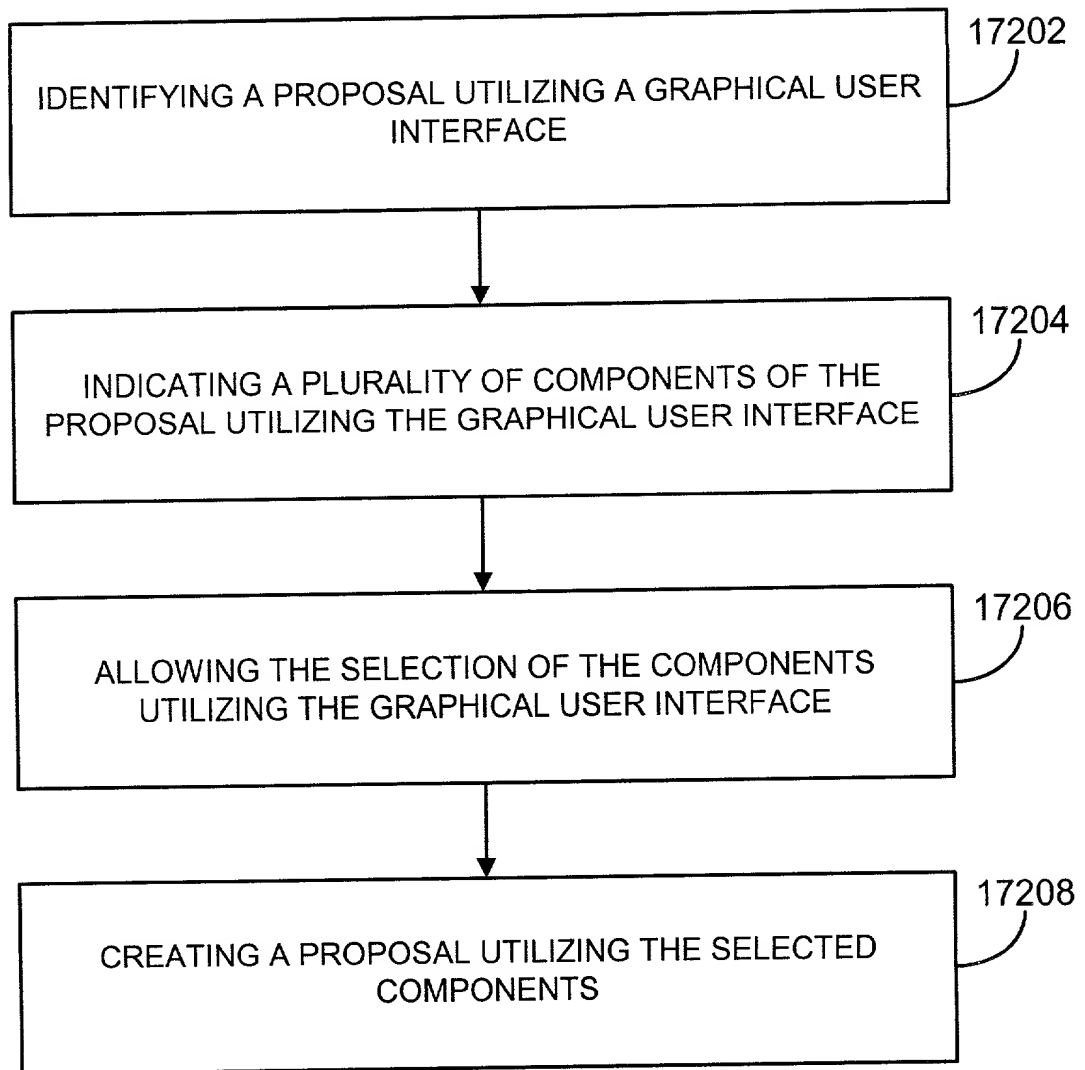 17202
IDENTIFYING A PROPOSAL UTILIZING A GRAPHICAL USER
INTERFACE
17204
INDICATING A PLURALITY OF COMPONENTS OF THE
PROPOSAL UTILIZING THE GRAPHICAL USER INTERFACE
17206
ALLOWING THE SELECTION OF THE COMPONENTS
UTILIZING THE GRAPHICAL USER INTERFACE
17208
CREATING A PROPOSAL UTILIZING THE SELECTED
COMPONENTS